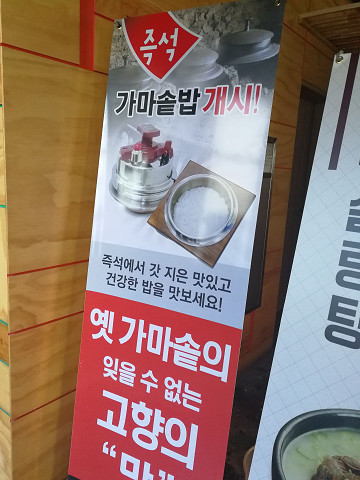 즉석
가마솥밥 개시!
즉석에서 갓 지은 맛있고
건강한 밥을 맛보세요!
옛 가마솥의
잊을 수 없는
고향의